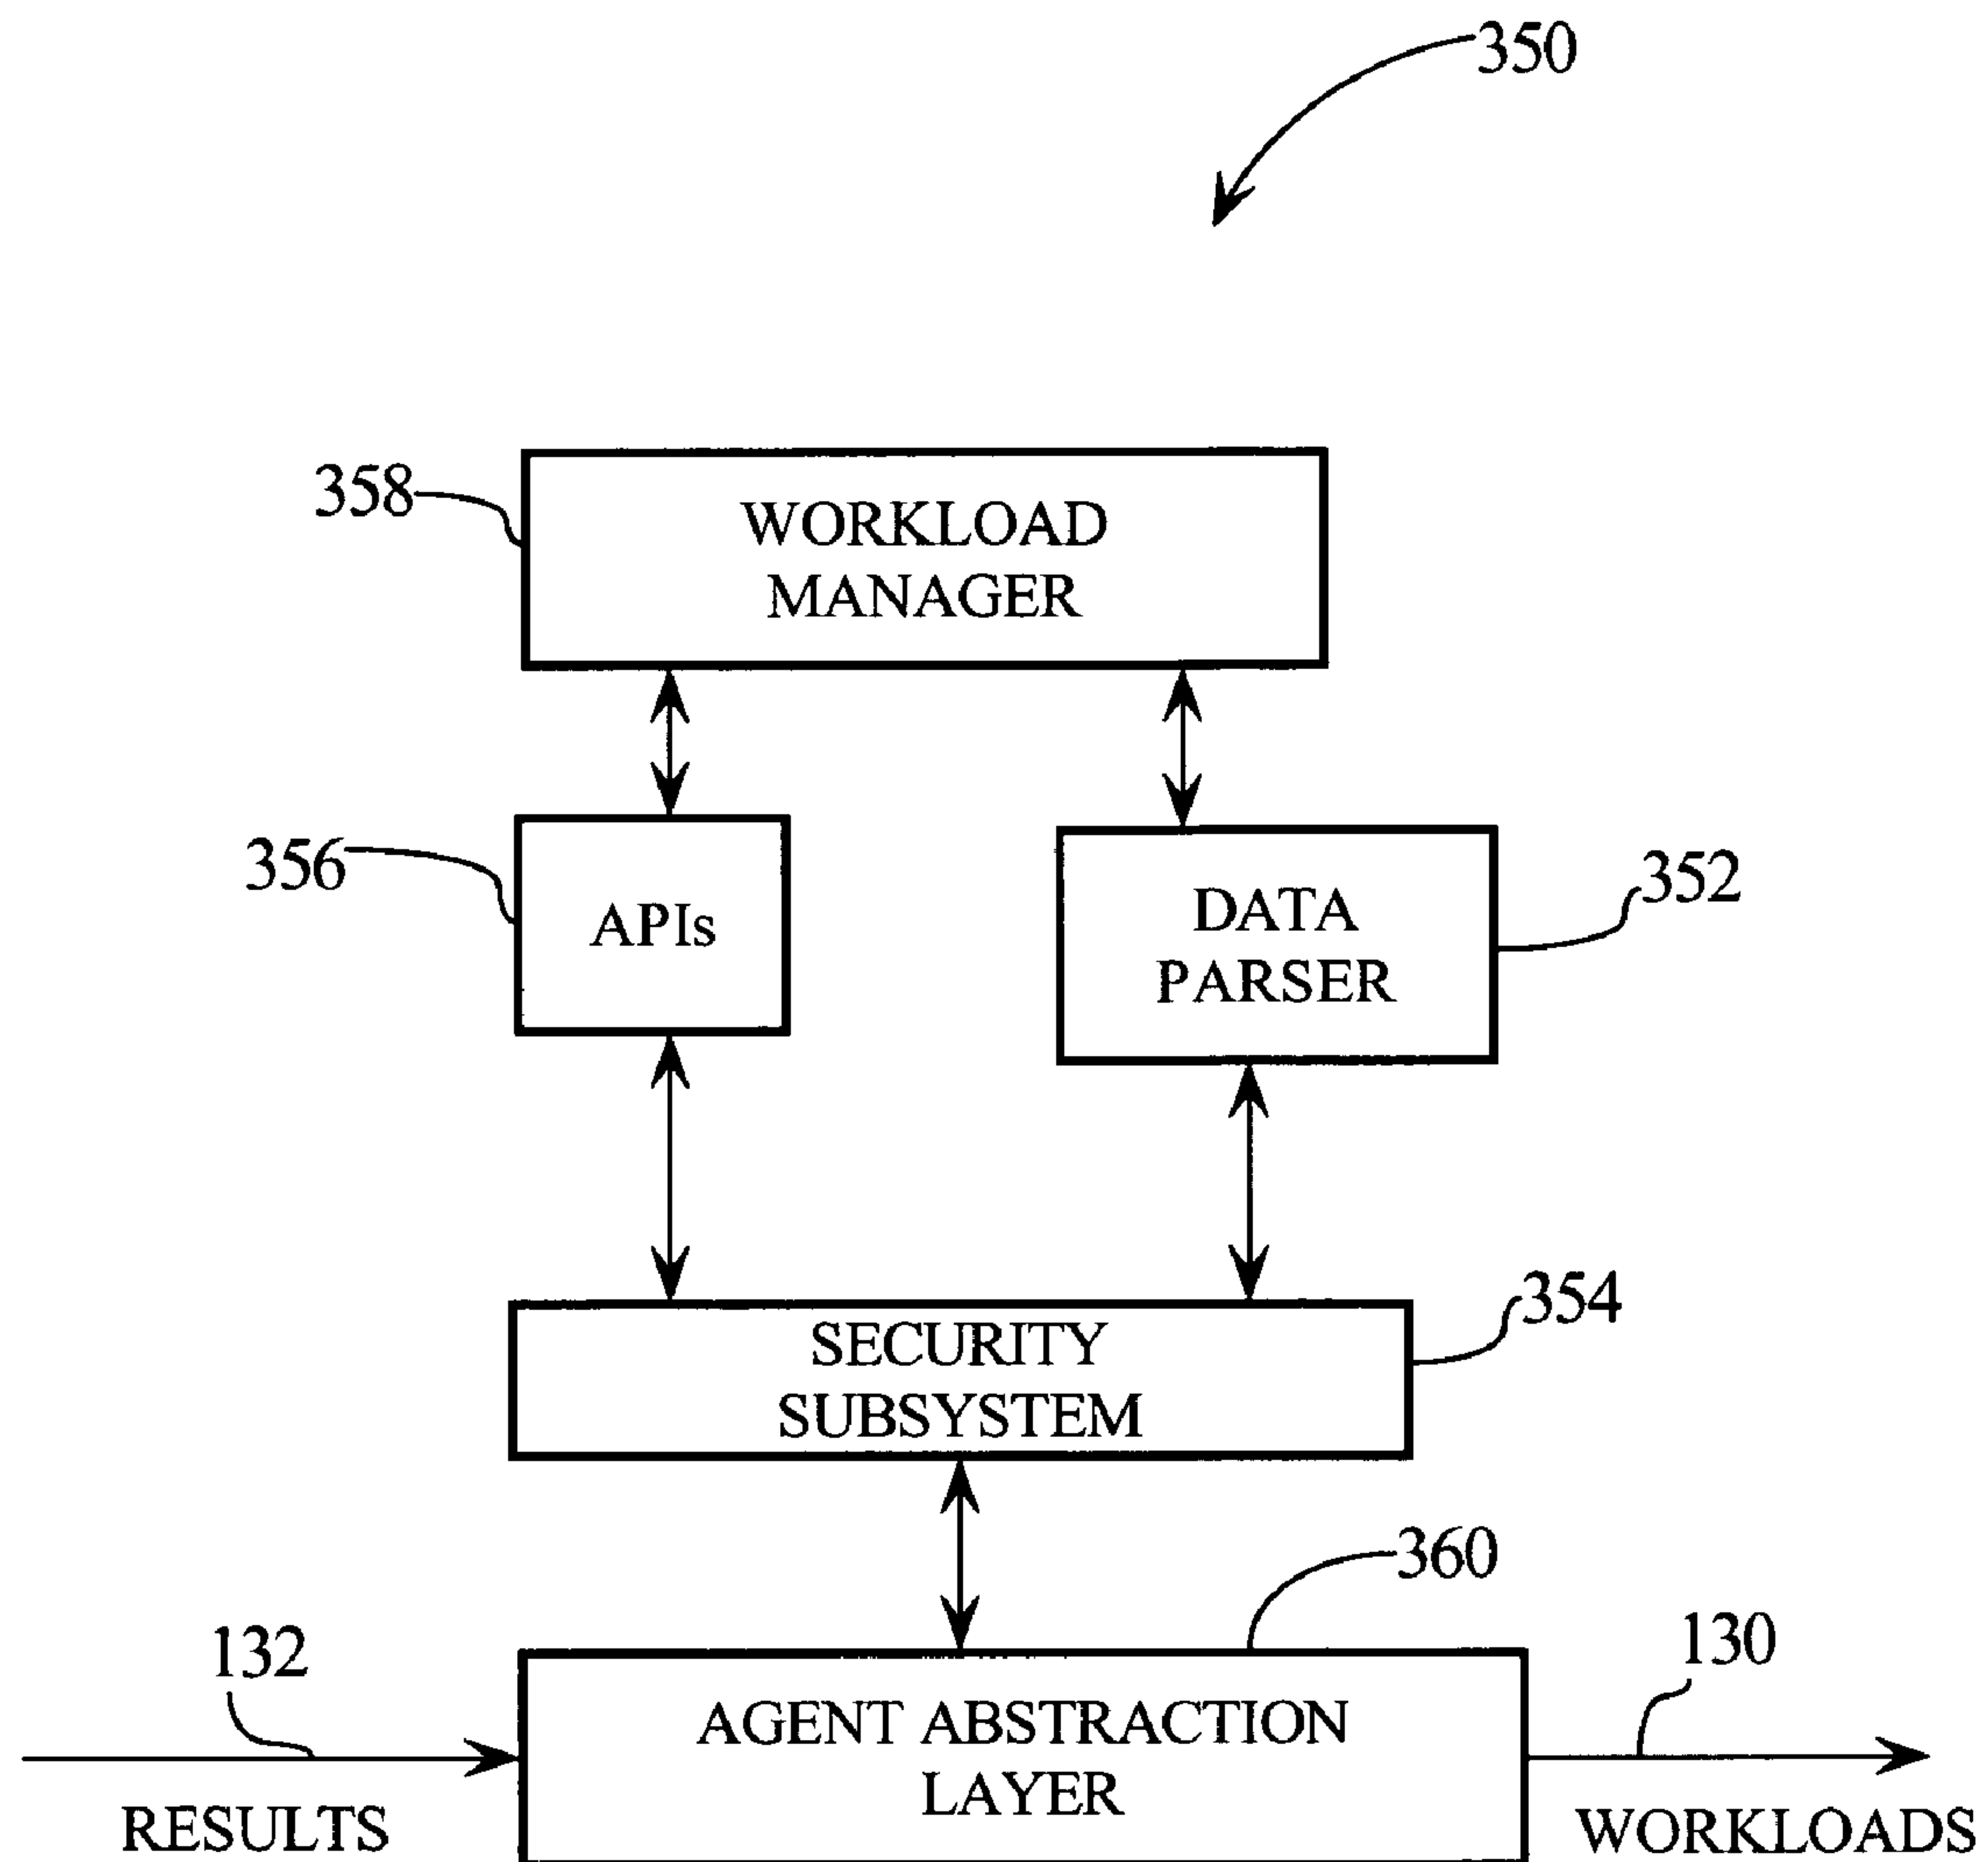 350
358
WORKLOAD
MANAGER
356
APIs
DATA
PARSER
352
SECURITY
SUBSYSTEM
354
360
132
130
AGENT ABSTRACTION
LAYER
RESULTS
WORKLOADS